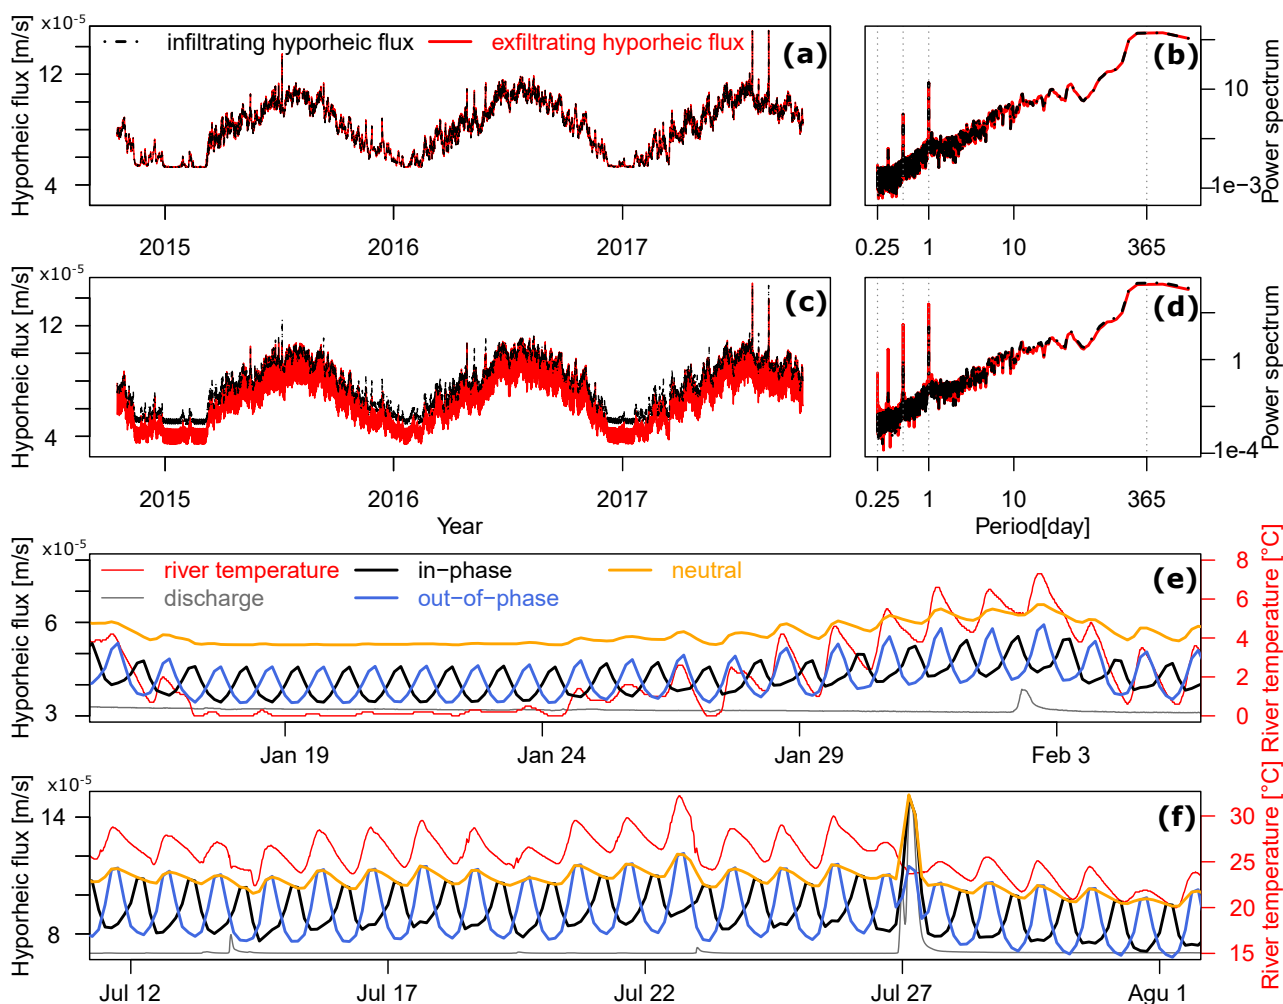 x10-5
infiltrating hyporheic flux
exfiltrating hyporheic flux
(a)
Hyporheic flux [m/s]
12
4
2015 2016 2017
(b)
10
1e−3
Power spectrum
0.25 1 10 365
x10-5
(c)
Hyporheic flux [m/s]
12
4
2015 2016 2017
Year
(d)
1
1e−4
Power spectrum
0.25 1 10 365
Period[day]
x10-5
river temperature in−phase neutral
discharge out−of−phase
(e)
Hyporheic flux [m/s]
6
3
8
6
4
2
0
River temperature [°C]
Jan 19 Jan 24 Jan 29 Feb 3
x10-5
(f)
Hyporheic flux [m/s]
14
8
30
25
20
15
River temperature [°C]
Jul 12 Jul 17 Jul 22 Jul 27 Agu 1